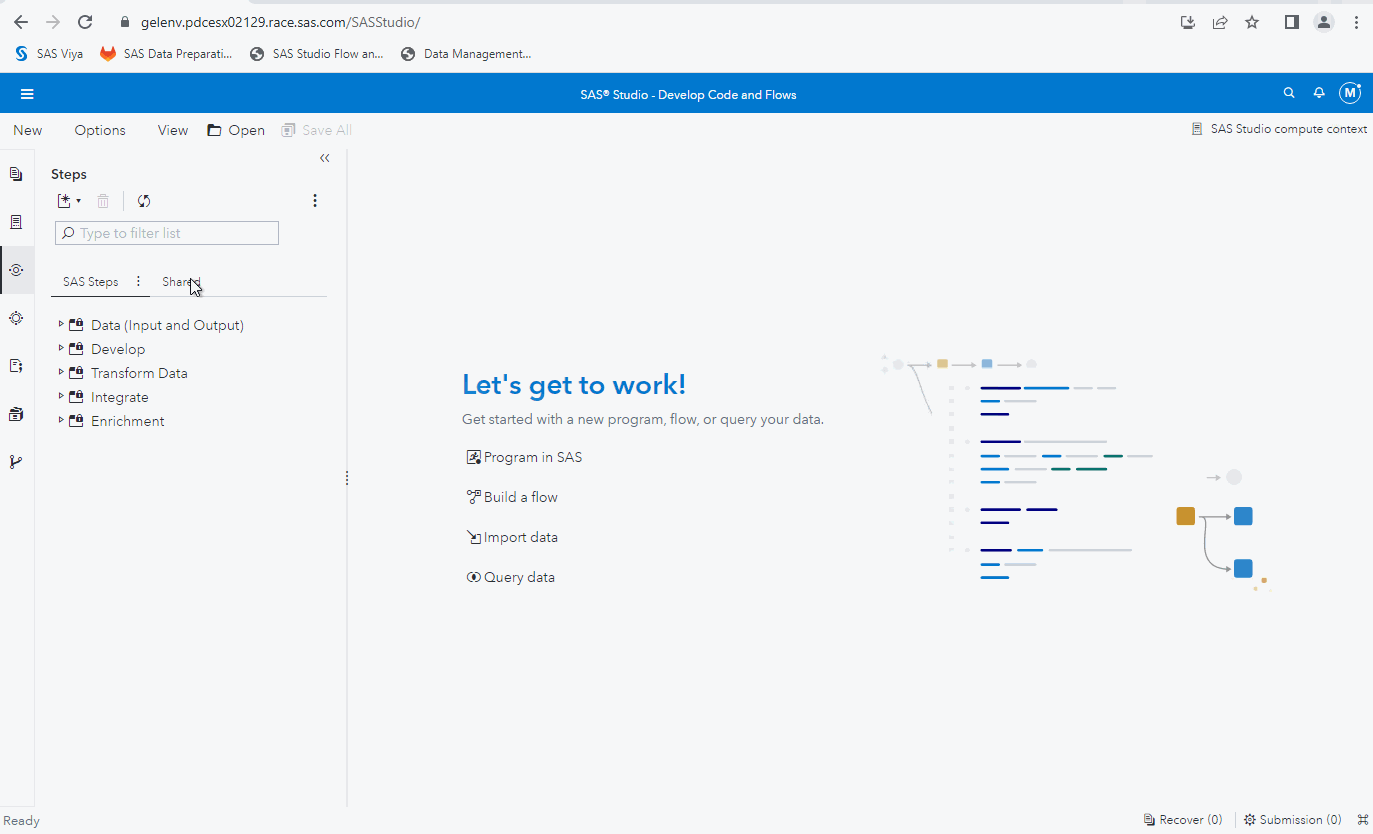 gelenv.pdcesx02129.race.sas.com/SASStudio/
SAS Viya SAS Data Preparati... SAS Studio Flow an... Data Management...
SAS® Studio - Develop Code and Flows
M
New Options View Open Save All
SAS Studio compute context
Steps
Type to filter list
SAS Steps Shared
Data (Input and Output)
Develop
Transform Data
Integrate
Enrichment
Let's get to work!
Get started with a new program, flow, or query your data.
Program in SAS
Build a flow
Import data
Query data
Ready
Recover (0) Submission (0)